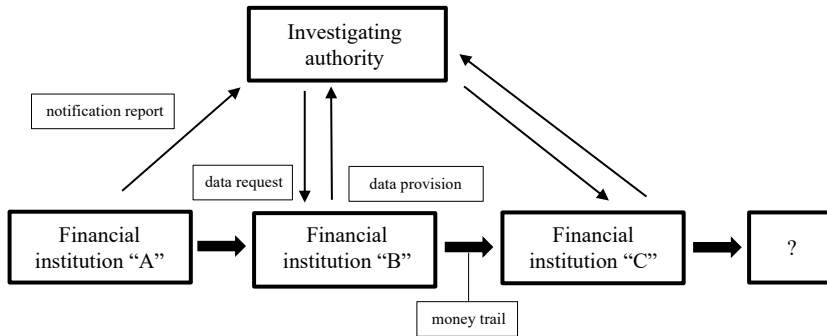 Investigating
authority
notification report
data request
data provision
Financial
institution “A”
Financial
institution “B”
Financial
institution “C”
?
money trail